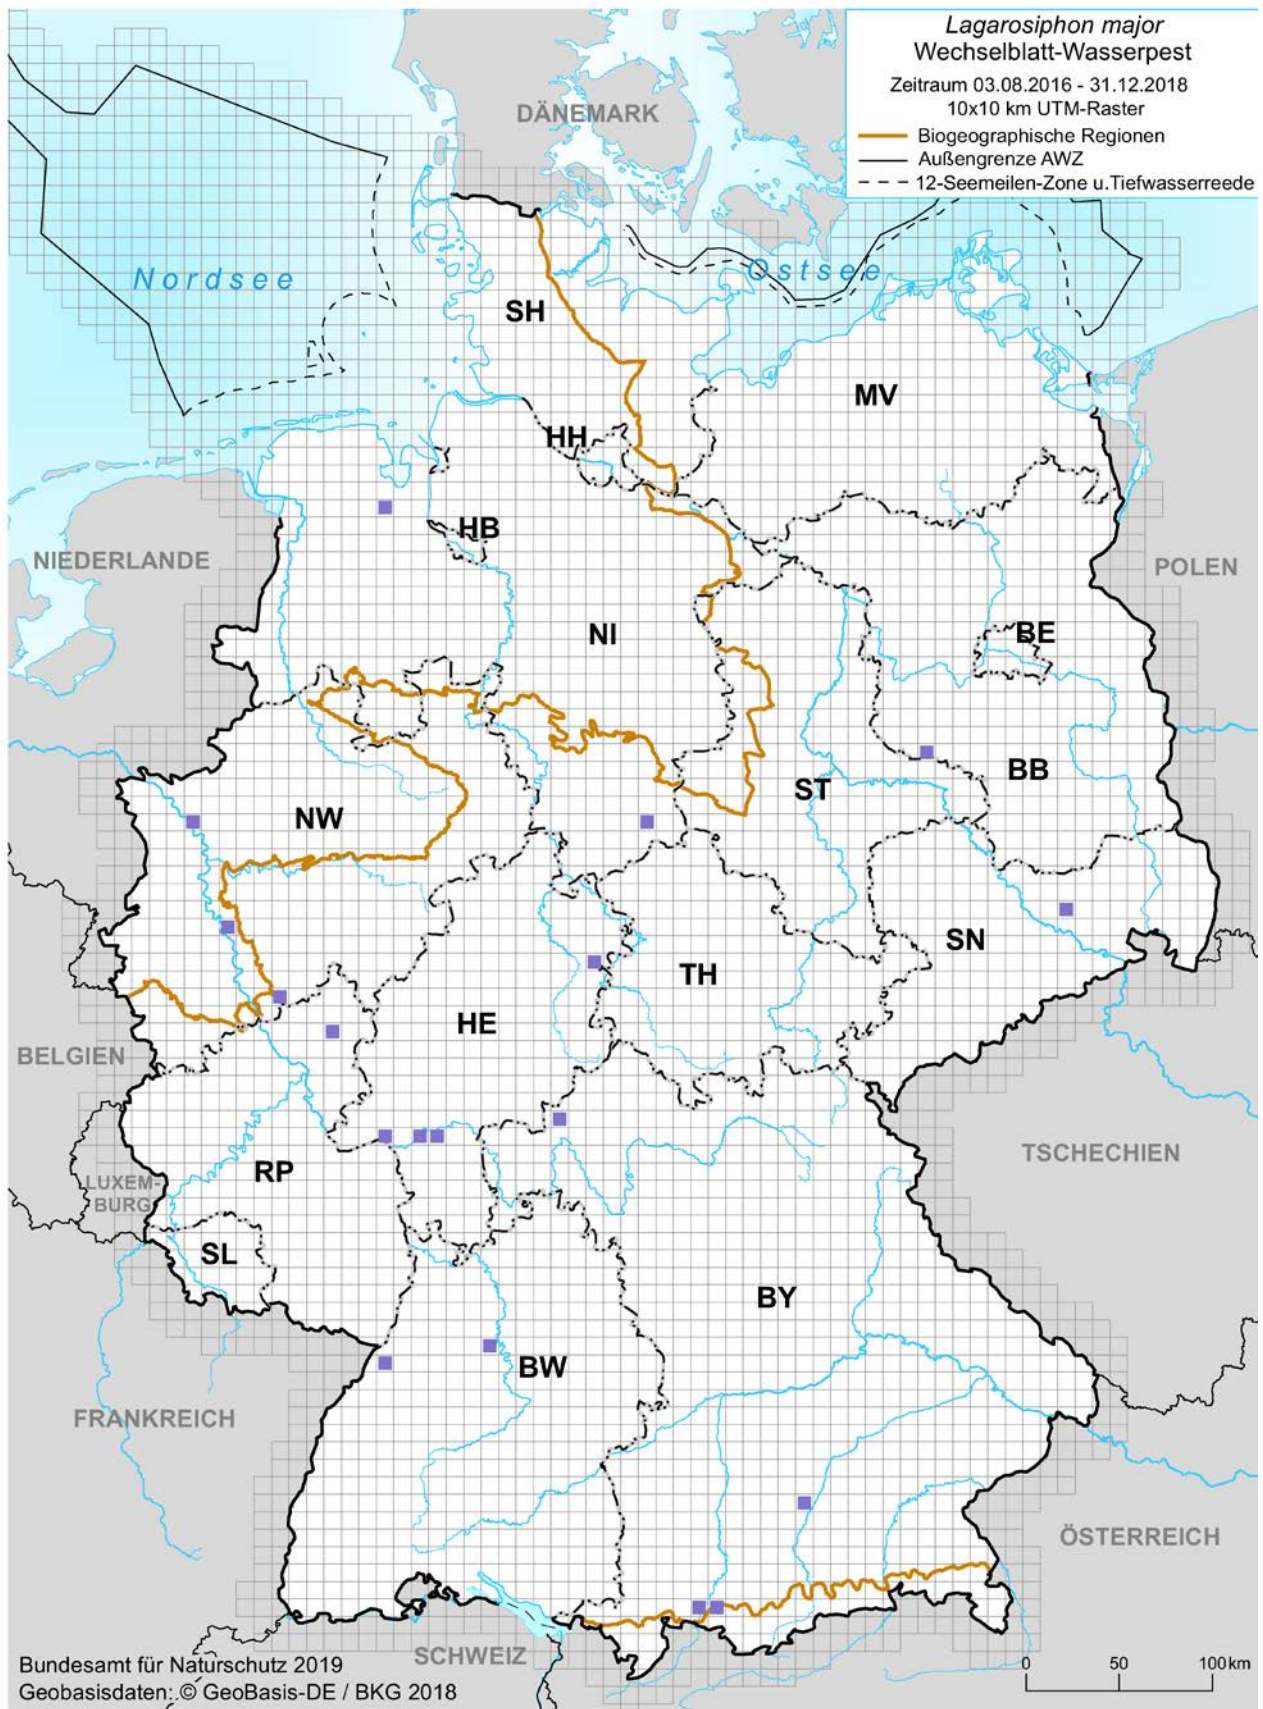 Lagarosiphon major
Wechselblatt-Wasserpest
Zeitraum 03.08.2016 - 31.12.2018
10x10 km UTM-Raster
Biogeographische Regionen
Außengrenze AWZ
12-Seemeilen-Zone u.Tiefwasserreede
DÄNEMARK
Nordsee
Ostsee
SH
MV
HH
HB
NIEDERLANDE
POLEN
NI
BE
BB
ST
NW
SN
TH
HE
BELGIEN
TSCHECHIEN
RP
LUXEM-
BURG
SL
BY
BW
FRANKREICH
ÖSTERREICH
SCHWEIZ
Bundesamt für Naturschutz 2019
Geobasisdaten:.© GeoBasis-DE / BKG 2018
0 50 100km